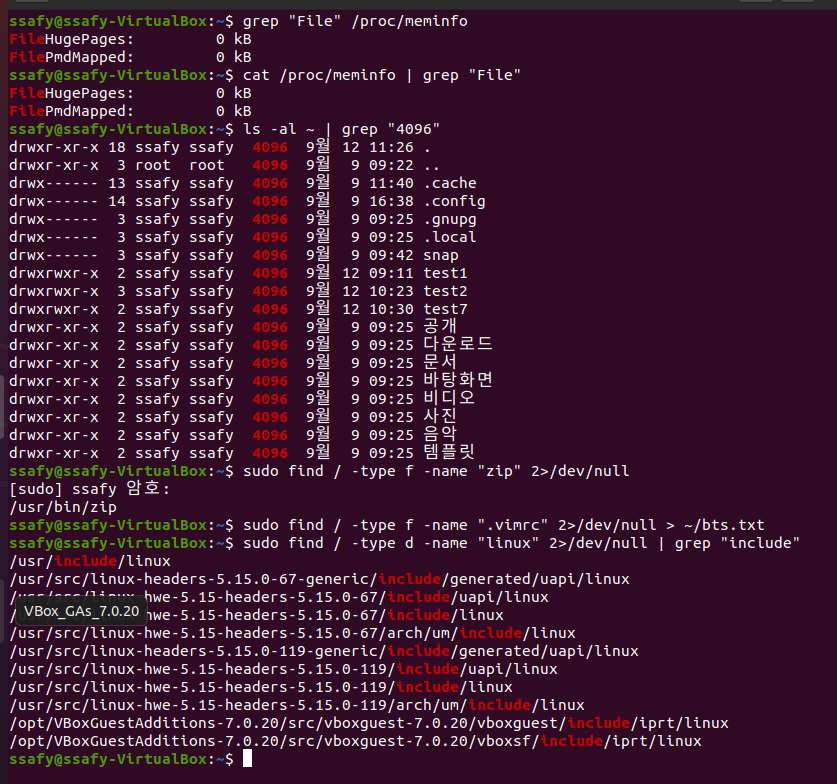 ssafy@ssafy-VirtualBox:~$ grep "File" /proc/meminfo
FileHugePages:         0 kB
FilePmdMapped:         0 kB
ssafy@ssafy-VirtualBox:~$ cat /proc/meminfo | grep "File"
FileHugePages:         0 kB
FilePmdMapped:         0 kB
ssafy@ssafy-VirtualBox:~$ ls -al ~ | grep "4096"
drwxr-xr-x 18 ssafy ssafy  4096  9월 12 11:26 .
drwxr-xr-x  3 root  root   4096  9월  9 09:22 ..
drwx------ 13 ssafy ssafy  4096  9월  9 11:40 .cache
drwx------ 14 ssafy ssafy  4096  9월  9 16:38 .config
drwx------  3 ssafy ssafy  4096  9월  9 09:25 .gnupg
drwx------  3 ssafy ssafy  4096  9월  9 09:25 .local
drwx------  3 ssafy ssafy  4096  9월  9 09:42 snap
drwxrwxr-x  2 ssafy ssafy  4096  9월 12 09:11 test1
drwxrwxr-x  3 ssafy ssafy  4096  9월 12 10:23 test2
drwxrwxr-x  2 ssafy ssafy  4096  9월 12 10:30 test7
drwxr-xr-x  2 ssafy ssafy  4096  9월  9 09:25 공개
drwxr-xr-x  2 ssafy ssafy  4096  9월  9 09:25 다운로드
drwxr-xr-x  2 ssafy ssafy  4096  9월  9 09:25 문서
drwxr-xr-x  2 ssafy ssafy  4096  9월  9 09:25 바탕화면
drwxr-xr-x  2 ssafy ssafy  4096  9월  9 09:25 비디오
drwxr-xr-x  2 ssafy ssafy  4096  9월  9 09:25 사진
drwxr-xr-x  2 ssafy ssafy  4096  9월  9 09:25 음악
drwxr-xr-x  2 ssafy ssafy  4096  9월  9 09:25 템플릿
ssafy@ssafy-VirtualBox:~$ sudo find / -type f -name "zip" 2>/dev/null
[sudo] ssafy 암호:
/usr/bin/zip
ssafy@ssafy-VirtualBox:~$ sudo find / -type f -name ".vimrc" 2>/dev/null > ~/bts.txt
ssafy@ssafy-VirtualBox:~$ sudo find / -type d -name "linux" 2>/dev/null | grep "include"
/usr/include/linux
/usr/src/linux-headers-5.15.0-67-generic/include/generated/uapi/linux
/usr/src/linux-hwe-5.15-headers-5.15.0-67/include/uapi/linux
VBox_GAs_7.0.20
hwe-5.15-headers-5.15.0-67/include/linux
/usr/src/linux-hwe-5.15-headers-5.15.0-67/arch/um/include/linux
/usr/src/linux-headers-5.15.0-119-generic/include/generated/uapi/linux
/usr/src/linux-hwe-5.15-headers-5.15.0-119/include/uapi/linux
/usr/src/linux-hwe-5.15-headers-5.15.0-119/include/linux
/usr/src/linux-hwe-5.15-headers-5.15.0-119/arch/um/include/linux
/opt/VBoxGuestAdditions-7.0.20/src/vboxguest-7.0.20/vboxguest/include/iprt/linux
/opt/VBoxGuestAdditions-7.0.20/src/vboxguest-7.0.20/vboxsf/include/iprt/linux
ssafy@ssafy-VirtualBox:~$